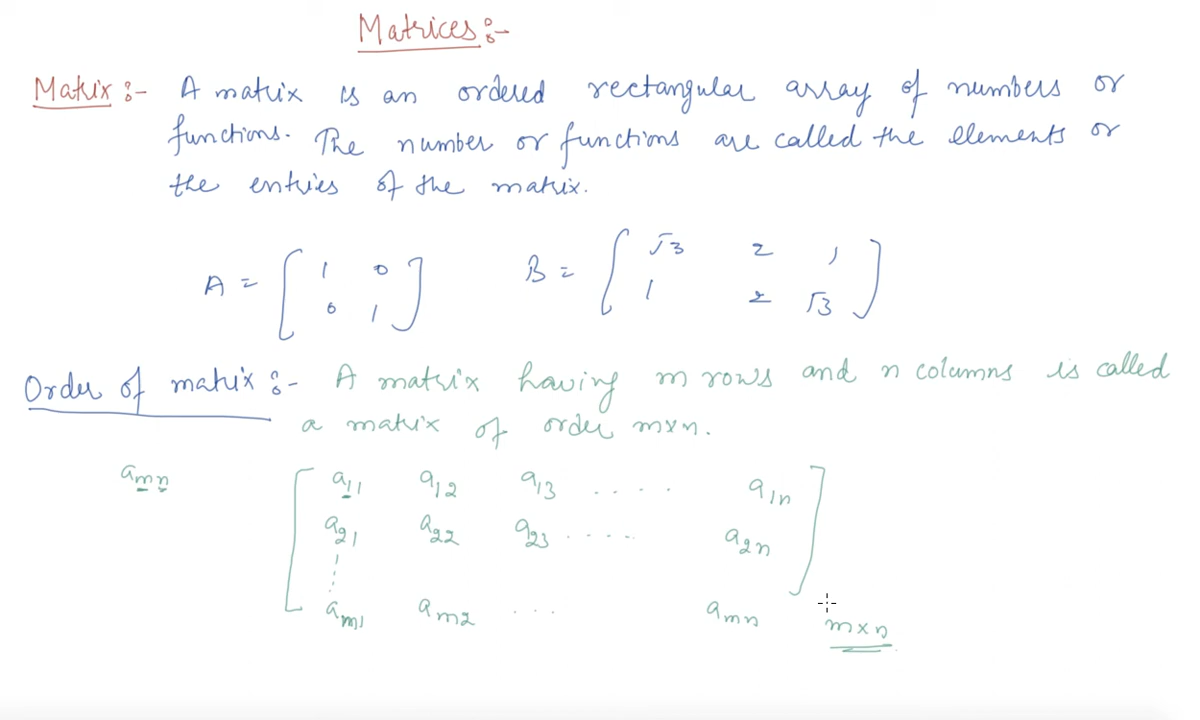 Matrices :-
Matrix :- A matrix is an ordered rectangular array of numbers or
functions. The number or functions are called the elements or
the entries of the matrix.
A = [ 1 0 B = [ √3 2 1
0 1 ] 1 2 √3 ]
Order of matrix :- A matrix having m rows and n columns is called
a matrix of order m×n.
amn [ a11 a12 a13 ..... a1n
a21 a22 a23 ..... a2n
am1 am2 ... amn ] m×n